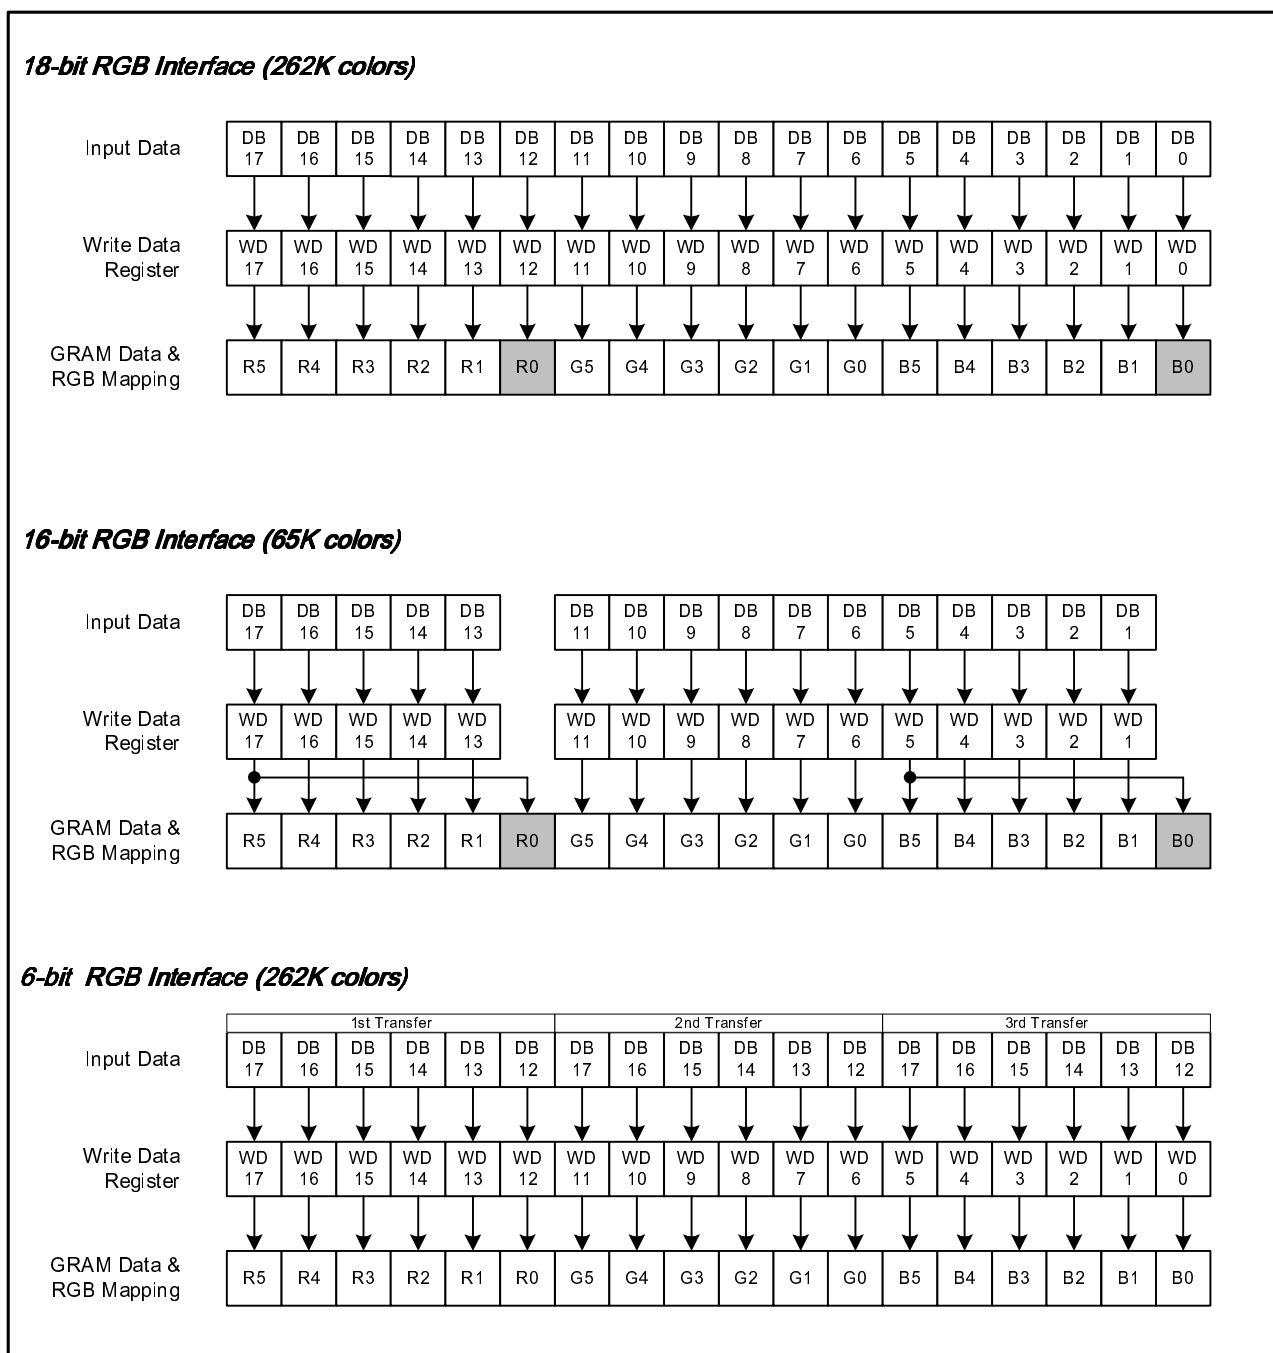 18-bit RGB Interface (262K colors)
Input Data
DB DB DB DB DB DB DB DB DB DB DB DB DB DB DB DB DB DB
17 16 15 14 13 12 11 10 9 8 7 6 5 4 3 2 1 0
Write Data
Register
WD WD WD WD WD WD WD WD WD WD WD WD WD WD WD WD WD WD
17 16 15 14 13 12 11 10 9 8 7 6 5 4 3 2 1 0
GRAM Data &
RGB Mapping
R5 R4 R3 R2 R1 R0 G5 G4 G3 G2 G1 G0 B5 B4 B3 B2 B1 B0
16-bit RGB Interface (65K colors)
Input Data
DB DB DB DB DB DB DB DB DB DB DB DB DB DB DB DB
17 16 15 14 13 11 10 9 8 7 6 5 4 3 2 1
Write Data
Register
WD WD WD WD WD WD WD WD WD WD WD WD WD WD WD WD
17 16 15 14 13 11 10 9 8 7 6 5 4 3 2 1
GRAM Data &
RGB Mapping
R5 R4 R3 R2 R1 R0 G5 G4 G3 G2 G1 G0 B5 B4 B3 B2 B1 B0
6-bit RGB Interface (262K colors)
1st Transfer 2nd Transfer 3rd Transfer
Input Data
DB DB DB DB DB DB DB DB DB DB DB DB DB DB DB DB DB DB
17 16 15 14 13 12 17 16 15 14 13 12 17 16 15 14 13 12
Write Data
Register
WD WD WD WD WD WD WD WD WD WD WD WD WD WD WD WD WD WD
17 16 15 14 13 12 11 10 9 8 7 6 5 4 3 2 1 0
GRAM Data &
RGB Mapping
R5 R4 R3 R2 R1 R0 G5 G4 G3 G2 G1 G0 B5 B4 B3 B2 B1 B0